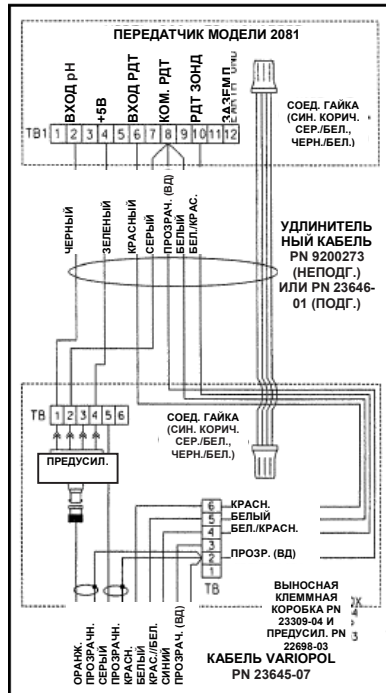 ПЕРЕДАТЧИК МОДЕЛИ 2081
ВХОД pH
+5В
ВХОД РДТ
КОМ. РДТ
РДТ ЗОНД
ЗАЗЕМЛ
TB1 1 2 3 4 5 6 7 8 9 10 11 12
СОЕД. ГАЙКА
(СИН. КОРИЧ.
СЕР./БЕЛ.,
ЧЕРН./БЕЛ.)
ЧЕРНЫЙ
ЗЕЛЕНЫЙ
КРАСНЫЙ
СЕРЫЙ
ПРОЗРАЧ. (ВД)
БЕЛЫЙ
БЕЛ./КРАС.
УДЛИНИТЕЛЬ
НЫЙ КАБЕЛЬ
PN 9200273
(НЕПОДГ.)
ИЛИ PN 23646-
01 (ПОДГ.)
TB 1 2 3 4 5 6
СОЕД. ГАЙКА
(СИН. КОРИЧ.
СЕР./БЕЛ.,
ЧЕРН./БЕЛ.)
ПРЕДУСИЛ.
6 КРАСН.
5 БЕЛЫЙ
4 БЕЛ./КРАСН.
3
2 ПРОЗР. (ВД)
1
TB
ОРАНЖ.
ПРОЗРАЧН.
СЕРЫЙ
ПРОЗРАЧН.
КРАСН.
БЕЛЫЙ
КРАС.//БЕЛ.
СИНИЙ
ПРОЗРАЧ. (ВД)
ВЫНОСНАЯ
КЛЕММНАЯ
КОРОБКА PN
23309-04 И
ПРЕДУСИЛ. PN
22698-03
КАБЕЛЬ VARIOPOL
PN 23645-07